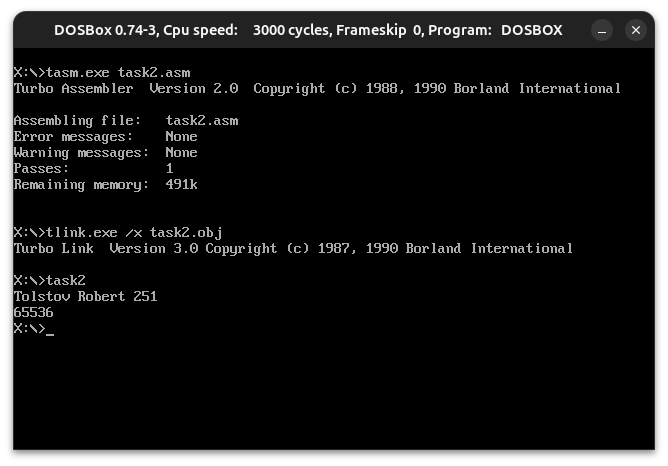 DOSBox 0.74-3, Cpu speed:    3000 cycles, Frameskip  0, Program:   DOSBOX
X:\>tasm.exe task2.asm
Turbo Assembler  Version 2.0  Copyright (c) 1988, 1990 Borland International
Assembling file:   task2.asm
Error messages:    None
Warning messages:  None
Passes:            1
Remaining memory:  491k
X:\>tlink.exe /x task2.obj
Turbo Link  Version 3.0 Copyright (c) 1987, 1990 Borland International
X:\>task2
Tolstov Robert 251
65536
X:\>_